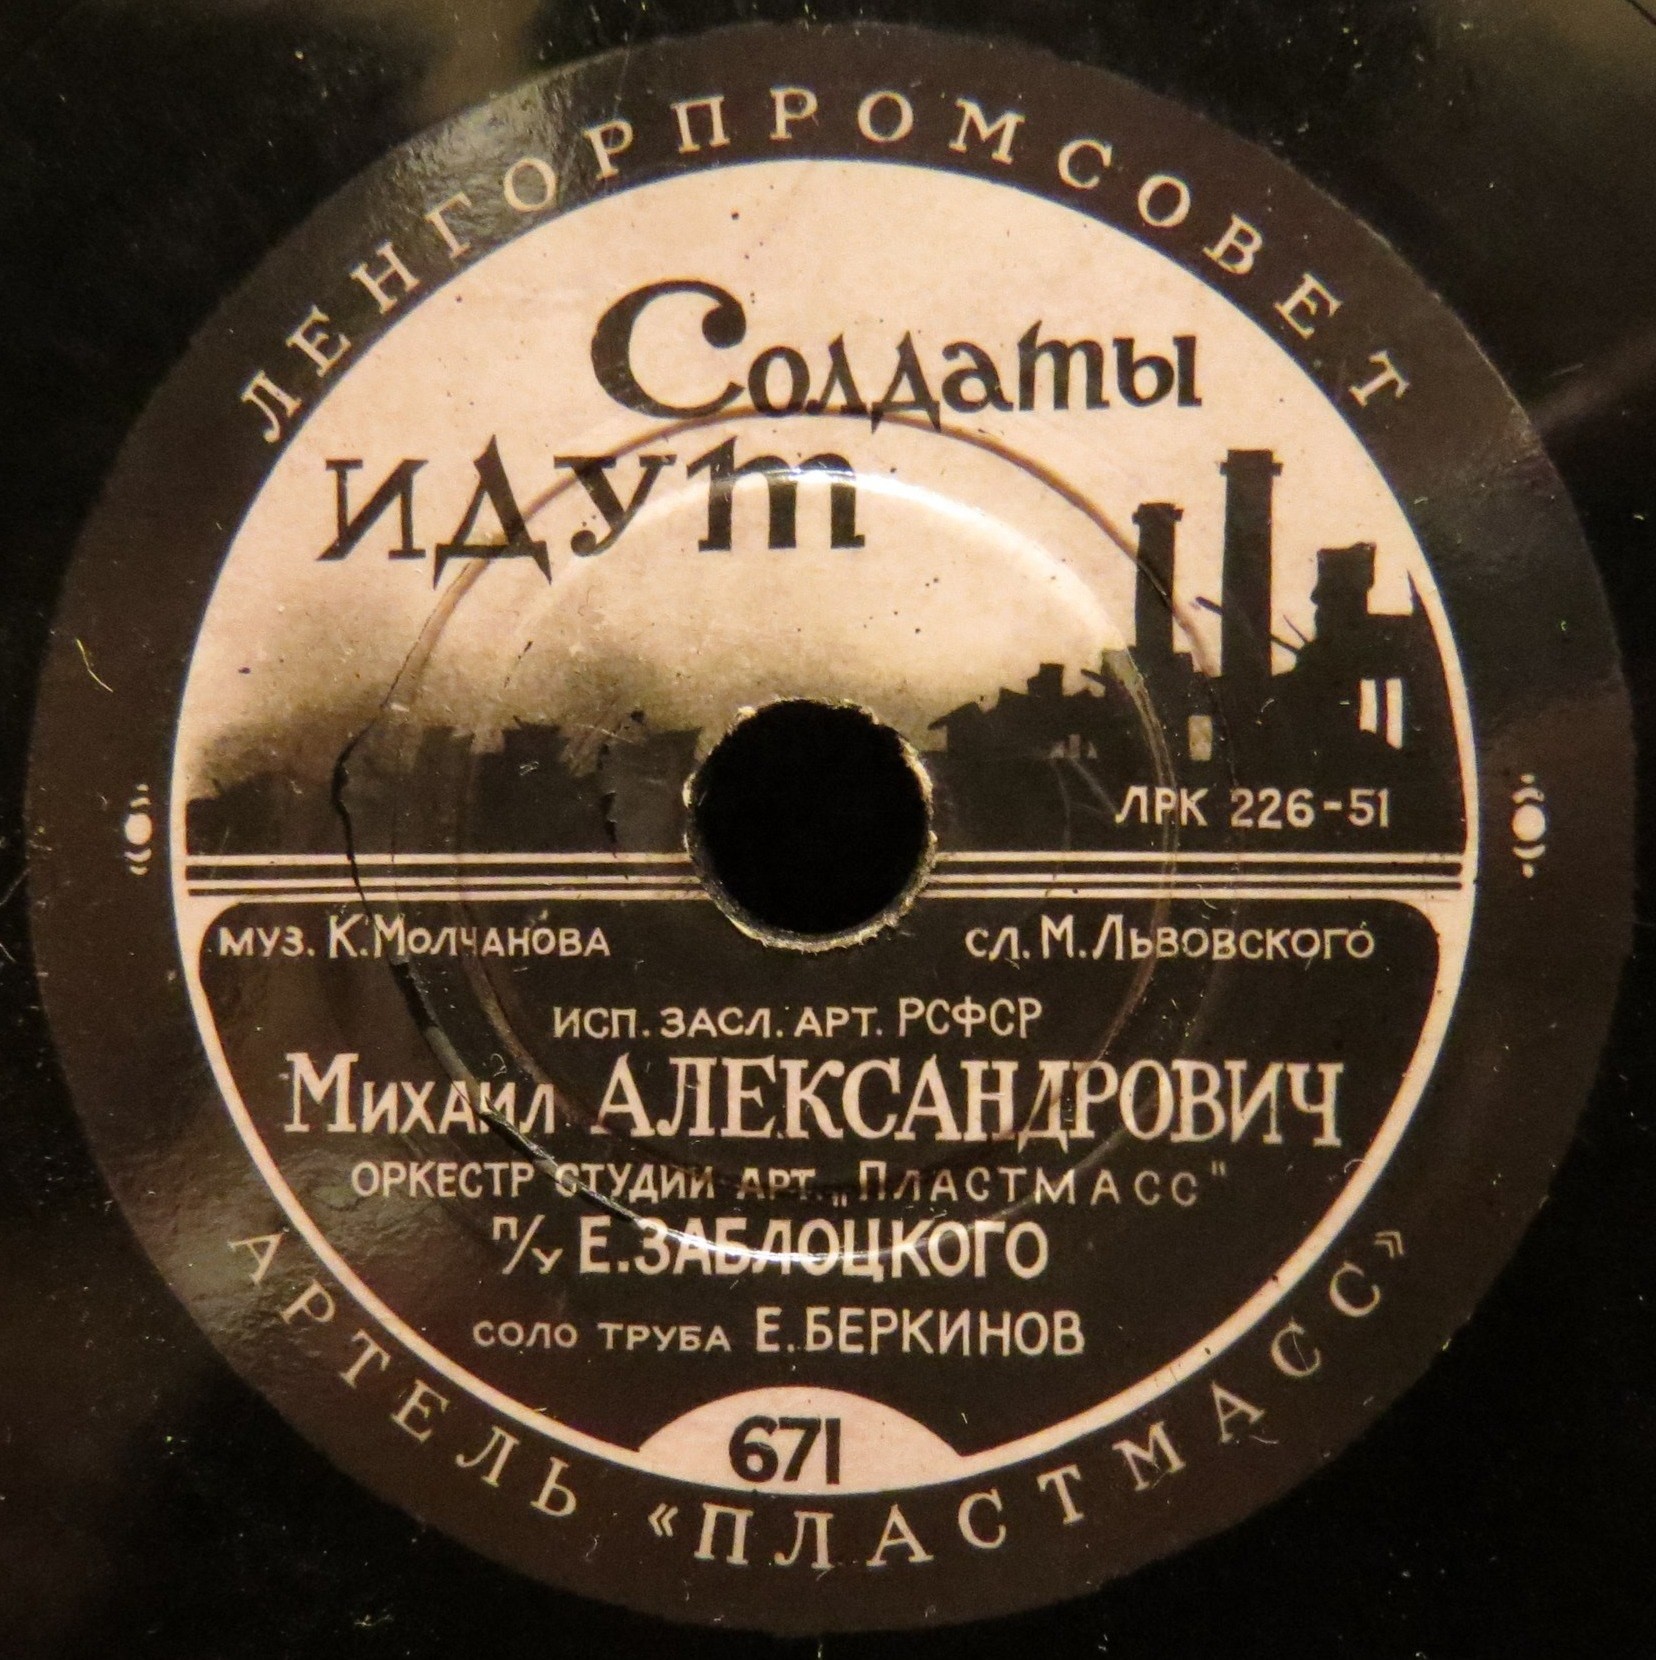 ЛЕНГОРПРОМСОВЕТ
Солдаты
идут
ЛРК 226-51
муз. К. Молчанова
сл. М. Львовского
исп. засл. арт. РСФСР
Михаил АЛЕКСАНДРОВИЧ
оркестр студии арт. „Пластмасс"
п/у Е. ЗАБЛОЦКОГО
соло труба Е. БЕРКИНОВ
671
АРТЕЛЬ «ПЛАСТМАСС»